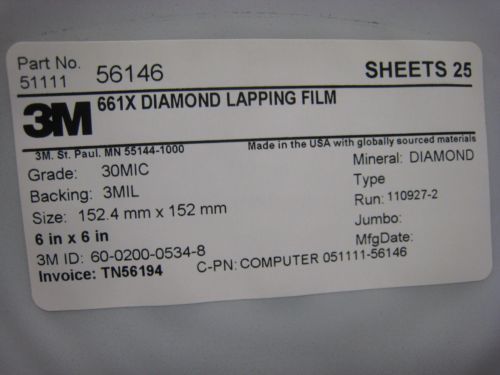 Part No.
51111 56146 SHEETS 25
3M 661X DIAMOND LAPPING FILM
3M. St. Paul. MN 55144-1000 Made in the USA with globally sourced materials
Grade: 30MIC Mineral: DIAMOND
Backing: 3MIL Type
Size: 152.4 mm x 152 mm Run: 110927-2
6 in x 6 in Jumbo:
3M ID: 60-0200-0534-8 MfgDate:
Invoice: TN56194 C-PN: COMPUTER 051111-56146